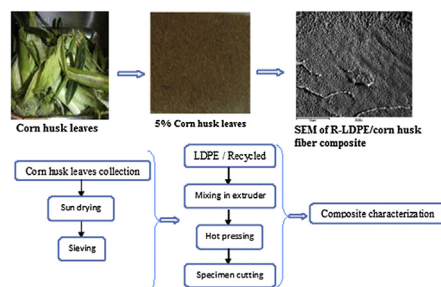 Corn husk leaves
5% Corn husk leaves
SEM of R-LDPE/corn husk
fiber composite
Corn husk leaves collection
Sun drying
Sieving
LDPE / Recycled
Mixing in extruder
Hot pressing
Specimen cutting
Composite characterization